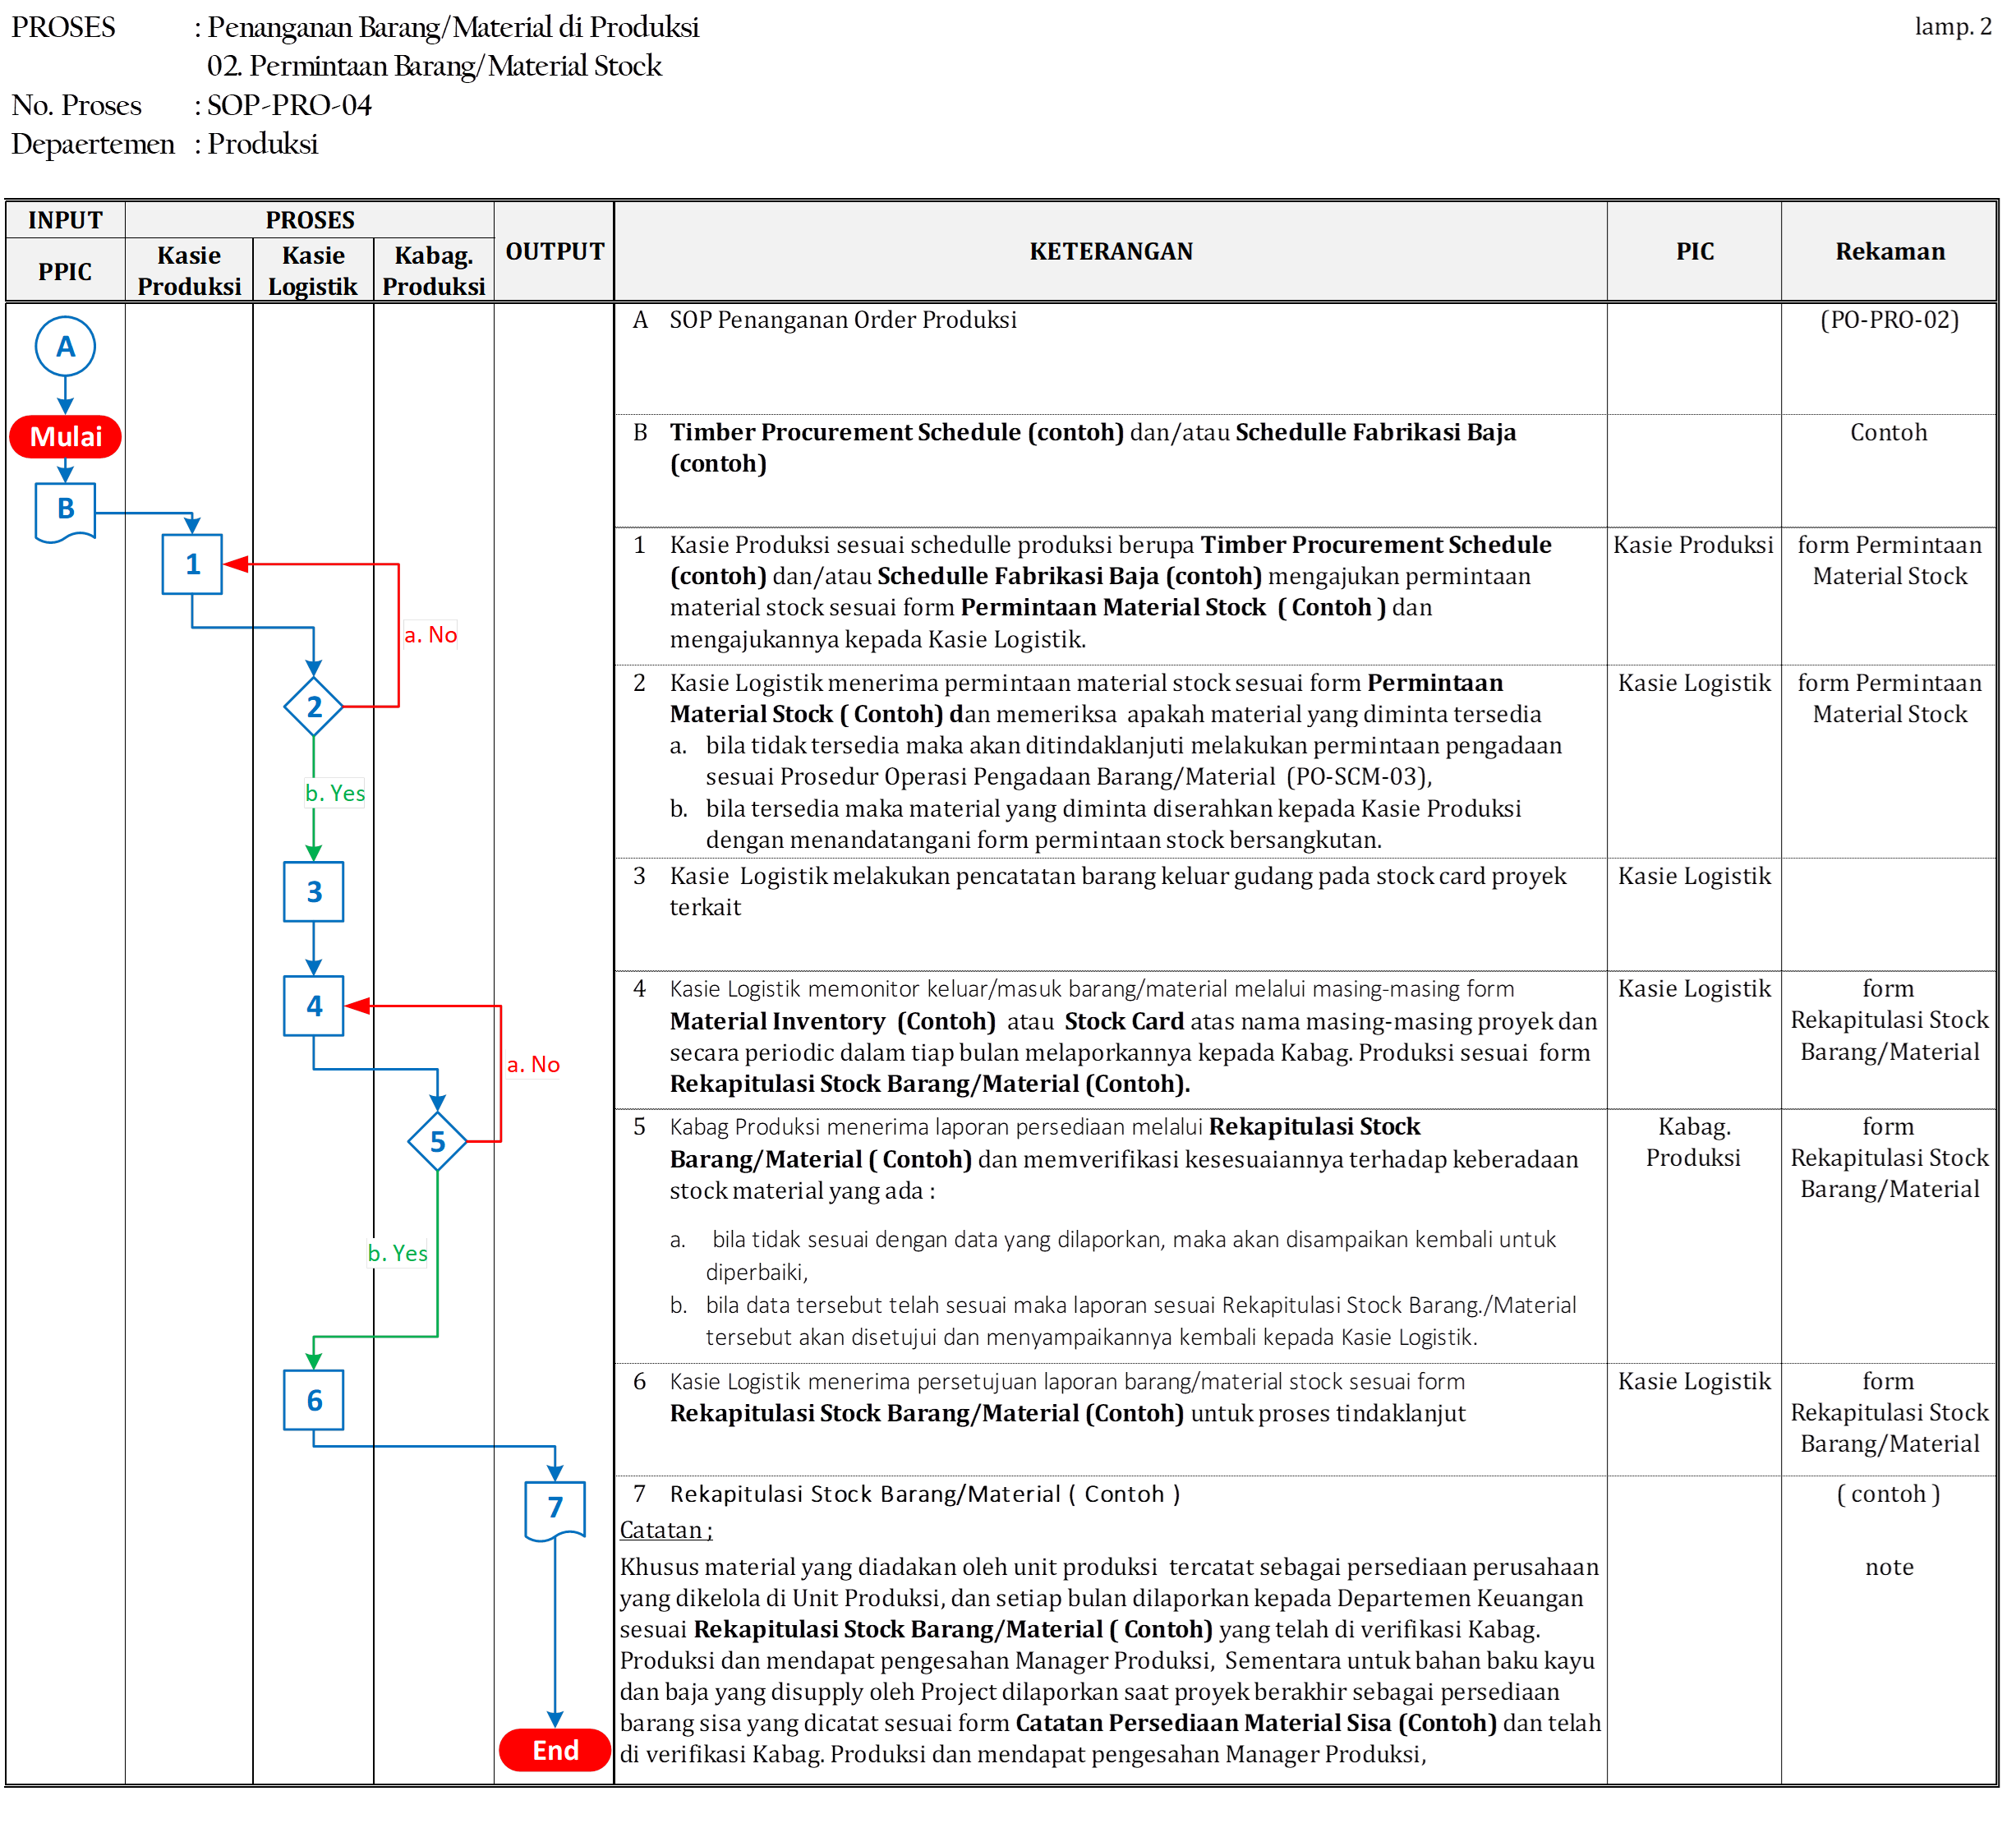 PROSES : Penanganan Barang/Material di Produksi
lamp. 2
02. Permintaan Barang/Material Stock
No. Proses : SOP-PRO-04
Depaertemen : Produksi
INPUT
PROSES
OUTPUT
KETERANGAN
PIC
Rekaman
PPIC
Kasie
Produksi
Kasie
Logistik
Kabag.
Produksi
A
Mulai
B
1
a. No
2
b. Yes
3
4
a. No
5
b. Yes
6
7
End
A SOP Penanganan Order Produksi
(PO-PRO-02)
B Timber Procurement Schedule (contoh) dan/atau Schedulle Fabrikasi Baja
(contoh)
Contoh
1 Kasie Produksi sesuai schedulle produksi berupa Timber Procurement Schedule
(contoh) dan/atau Schedulle Fabrikasi Baja (contoh) mengajukan permintaan
material stock sesuai form Permintaan Material Stock ( Contoh ) dan
mengajukannya kepada Kasie Logistik.
Kasie Produksi
form Permintaan
Material Stock
2 Kasie Logistik menerima permintaan material stock sesuai form Permintaan
Material Stock ( Contoh) dan memeriksa apakah material yang diminta tersedia
a. bila tidak tersedia maka akan ditindaklanjuti melakukan permintaan pengadaan
sesuai Prosedur Operasi Pengadaan Barang/Material (PO-SCM-03),
b. bila tersedia maka material yang diminta diserahkan kepada Kasie Produksi
dengan menandatangani form permintaan stock bersangkutan.
Kasie Logistik
form Permintaan
Material Stock
3 Kasie Logistik melakukan pencatatan barang keluar gudang pada stock card proyek
terkait
Kasie Logistik
4 Kasie Logistik memonitor keluar/masuk barang/material melalui masing-masing form
Material Inventory (Contoh) atau Stock Card atas nama masing-masing proyek dan
secara periodic dalam tiap bulan melaporkannya kepada Kabag. Produksi sesuai form
Rekapitulasi Stock Barang/Material (Contoh).
Kasie Logistik
form
Rekapitulasi Stock
Barang/Material
5 Kabag Produksi menerima laporan persediaan melalui Rekapitulasi Stock
Barang/Material ( Contoh) dan memverifikasi kesesuaiannya terhadap keberadaan
stock material yang ada :
a. bila tidak sesuai dengan data yang dilaporkan, maka akan disampaikan kembali untuk
diperbaiki,
b. bila data tersebut telah sesuai maka laporan sesuai Rekapitulasi Stock Barang./Material
tersebut akan disetujui dan menyampaikannya kembali kepada Kasie Logistik.
Kabag.
Produksi
form
Rekapitulasi Stock
Barang/Material
6 Kasie Logistik menerima persetujuan laporan barang/material stock sesuai form
Rekapitulasi Stock Barang/Material (Contoh) untuk proses tindaklanjut
Kasie Logistik
form
Rekapitulasi Stock
Barang/Material
7 Rekapitulasi Stock Barang/Material ( Contoh )
( contoh )
Catatan ;
Khusus material yang diadakan oleh unit produksi tercatat sebagai persediaan perusahaan
yang dikelola di Unit Produksi, dan setiap bulan dilaporkan kepada Departemen Keuangan
sesuai Rekapitulasi Stock Barang/Material ( Contoh) yang telah di verifikasi Kabag.
Produksi dan mendapat pengesahan Manager Produksi, Sementara untuk bahan baku kayu
dan baja yang disupply oleh Project dilaporkan saat proyek berakhir sebagai persediaan
barang sisa yang dicatat sesuai form Catatan Persediaan Material Sisa (Contoh) dan telah
di verifikasi Kabag. Produksi dan mendapat pengesahan Manager Produksi,
note